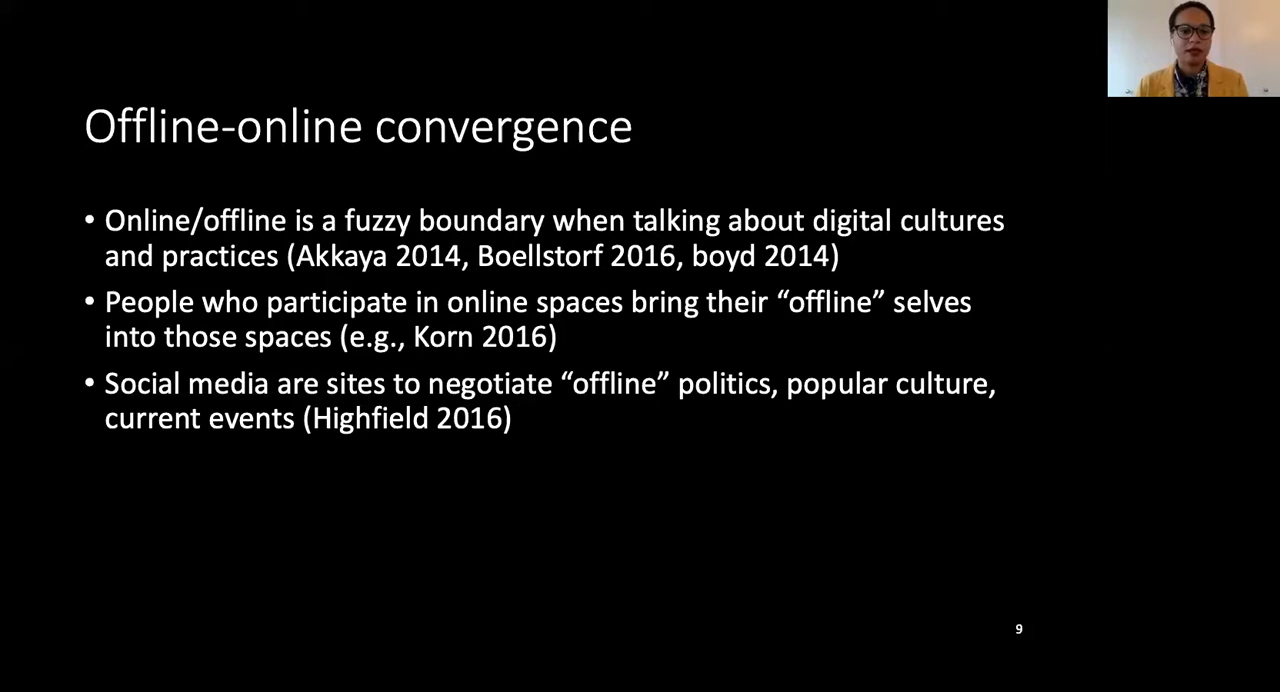 Offline-online convergence
• Online/offline is a fuzzy boundary when talking about digital cultures
and practices (Akkaya 2014, Boellstorf 2016, boyd 2014)
• People who participate in online spaces bring their “offline” selves
into those spaces (e.g., Korn 2016)
• Social media are sites to negotiate “offline” politics, popular culture,
current events (Highfield 2016)
9